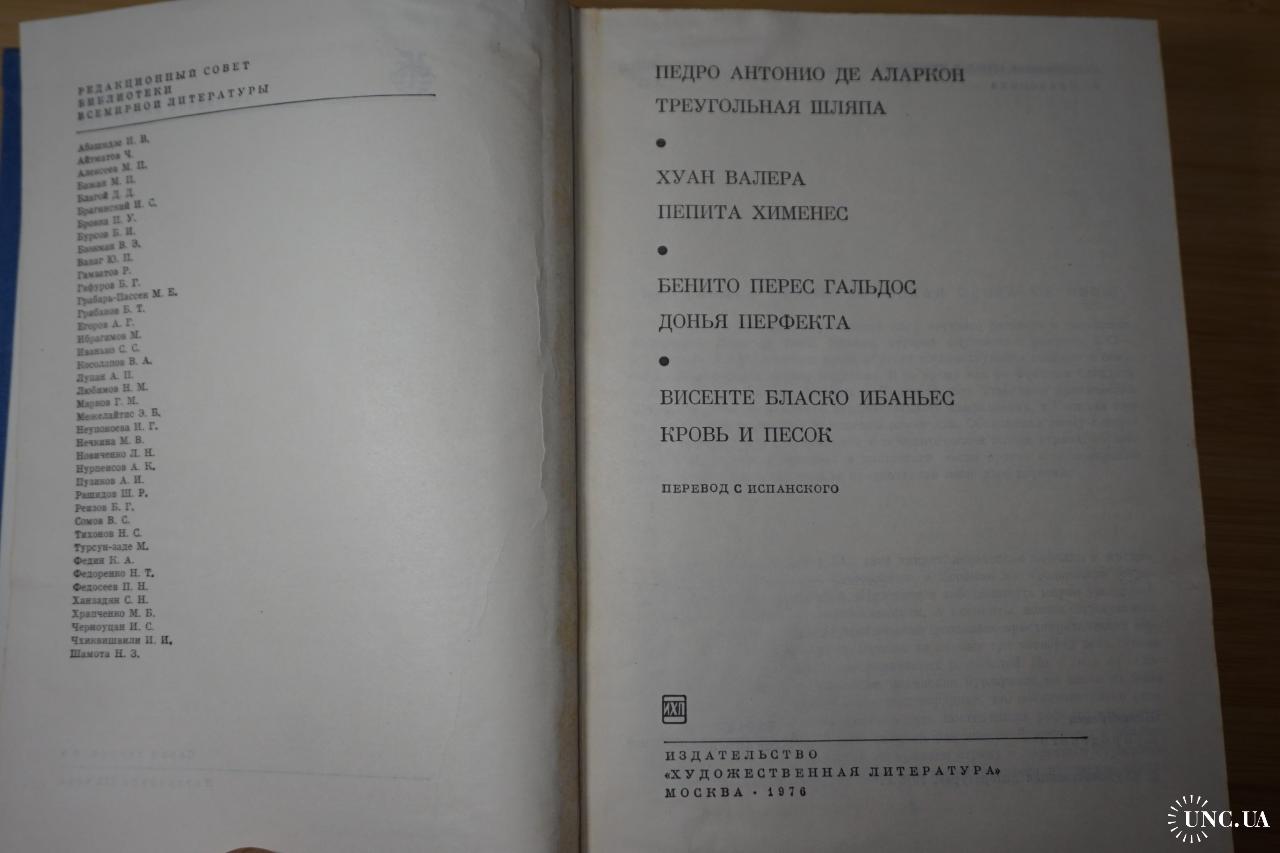 РЕДАКЦИОННЫЙ СОВЕТ
БИБЛИОТЕКИ
ВСЕМИРНОЙ ЛИТЕРАТУРЫ
Абашидзе И. В.
Айтматов Ч.
Алексеев М. П.
Бажан М. П.
Благой Д. Д.
Брагинский И. С.
Бровка П. У.
Бурсов Б. И.
Ванаг Ю. П.
Гамзатов Р.
Гафуров Б. Г.
Грабарь-Пассек М. Е.
Грибанов Б. Т.
Егоров А. Г.
Ибрагимов М.
Иванько С. С.
Косолапов В. А.
Лупан А. П.
Любимов Н. М.
Марков Г. М.
Межелайтис Э. Б.
Неупокоева И. Г.
Нечкина М. В.
Новиченко Л. Н.
Нурпеисов А. К.
Пузиков А. И.
Рашидов Ш. Р.
Реизов Б. Г.
Сомов В. С.
Тихонов Н. С.
Турсун-заде М.
Федин К. А.
Федоренко Н. Т.
Федосеев П. Н.
Ханзадян С. Н.
Храпченко М. Б.
Черноуцан И. С.
Чхиквишвили И. И.
Шамота Н. З.
ПЕДРО АНТОНИО ДЕ АЛАРКОН
ТРЕУГОЛЬНАЯ ШЛЯПА
ХУАН ВАЛЕРА
ПЕПИТА ХИМЕНЕС
БЕНИТО ПЕРЕС ГАЛЬДОС
ДОНЬЯ ПЕРФЕКТА
ВИСЕНТЕ БЛАСКО ИБАНЬЕС
КРОВЬ И ПЕСОК
ПЕРЕВОД С ИСПАНСКОГО
ИХЛ
ИЗДАТЕЛЬСТВО
«ХУДОЖЕСТВЕННАЯ ЛИТЕРАТУРА»
МОСКВА · 1976
UNC.UA